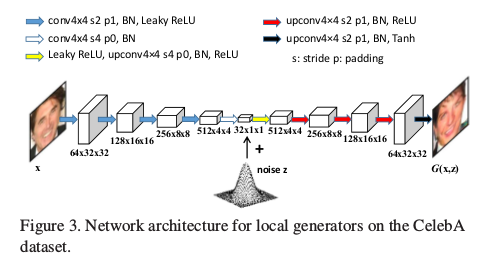 conv4x4 s2 p1, BN, Leaky ReLU
upconv4×4 s2 p1, BN, ReLU
conv4x4 s4 p0, BN
upconv4×4 s2 p1, BN, Tanh
Leaky ReLU, upconv4×4 s4 p0, BN, ReLU
s: stride p: padding
x
64x32x32
128x16x16
256x8x8
512x4x4
32x1x1
512x4x4
256x8x8
128x16x16
64x32x32
G(x,z)
+
noise z
Figure 3. Network architecture for local generators on the CelebA
dataset.